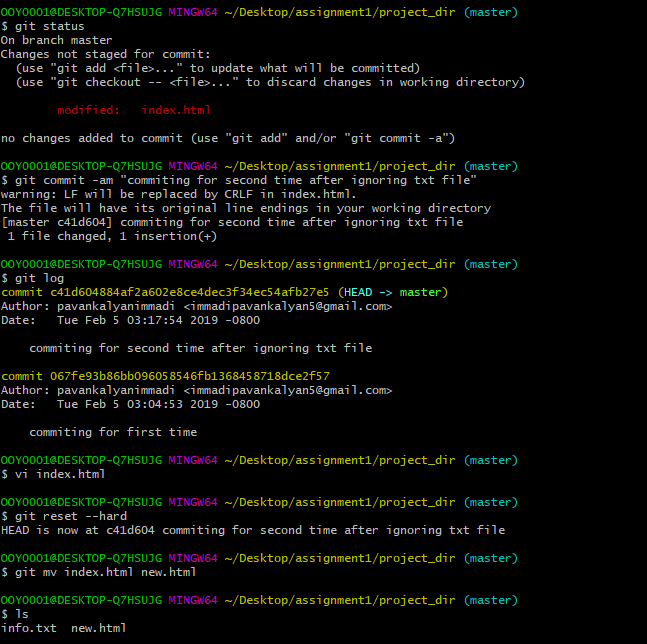 OOYO001@DESKTOP-Q7HSUJG MINGW64 ~/Desktop/assignment1/project_dir (master)
$ git status
On branch master
Changes not staged for commit:
  (use "git add <file>..." to update what will be committed)
  (use "git checkout -- <file>..." to discard changes in working directory)
        modified:   index.html
no changes added to commit (use "git add" and/or "git commit -a")
OOYO001@DESKTOP-Q7HSUJG MINGW64 ~/Desktop/assignment1/project_dir (master)
$ git commit -am "commiting for second time after ignoring txt file"
warning: LF will be replaced by CRLF in index.html.
The file will have its original line endings in your working directory
[master c41d604] commiting for second time after ignoring txt file
 1 file changed, 1 insertion(+)
OOYO001@DESKTOP-Q7HSUJG MINGW64 ~/Desktop/assignment1/project_dir (master)
$ git log
commit c41d604884af2a602e8ce4dec3f34ec54afb27e5 (HEAD -> master)
Author: pavankalyanimmadi <immadipavankalyan5@gmail.com>
Date:   Tue Feb 5 03:17:54 2019 -0800
    commiting for second time after ignoring txt file
commit 067fe93b86bb096058546fb1368458718dce2f57
Author: pavankalyanimmadi <immadipavankalyan5@gmail.com>
Date:   Tue Feb 5 03:04:53 2019 -0800
    commiting for first time
OOYO001@DESKTOP-Q7HSUJG MINGW64 ~/Desktop/assignment1/project_dir (master)
$ vi index.html
OOYO001@DESKTOP-Q7HSUJG MINGW64 ~/Desktop/assignment1/project_dir (master)
$ git reset --hard
HEAD is now at c41d604 commiting for second time after ignoring txt file
OOYO001@DESKTOP-Q7HSUJG MINGW64 ~/Desktop/assignment1/project_dir (master)
$ git mv index.html new.html
OOYO001@DESKTOP-Q7HSUJG MINGW64 ~/Desktop/assignment1/project_dir (master)
$ ls
info.txt  new.html